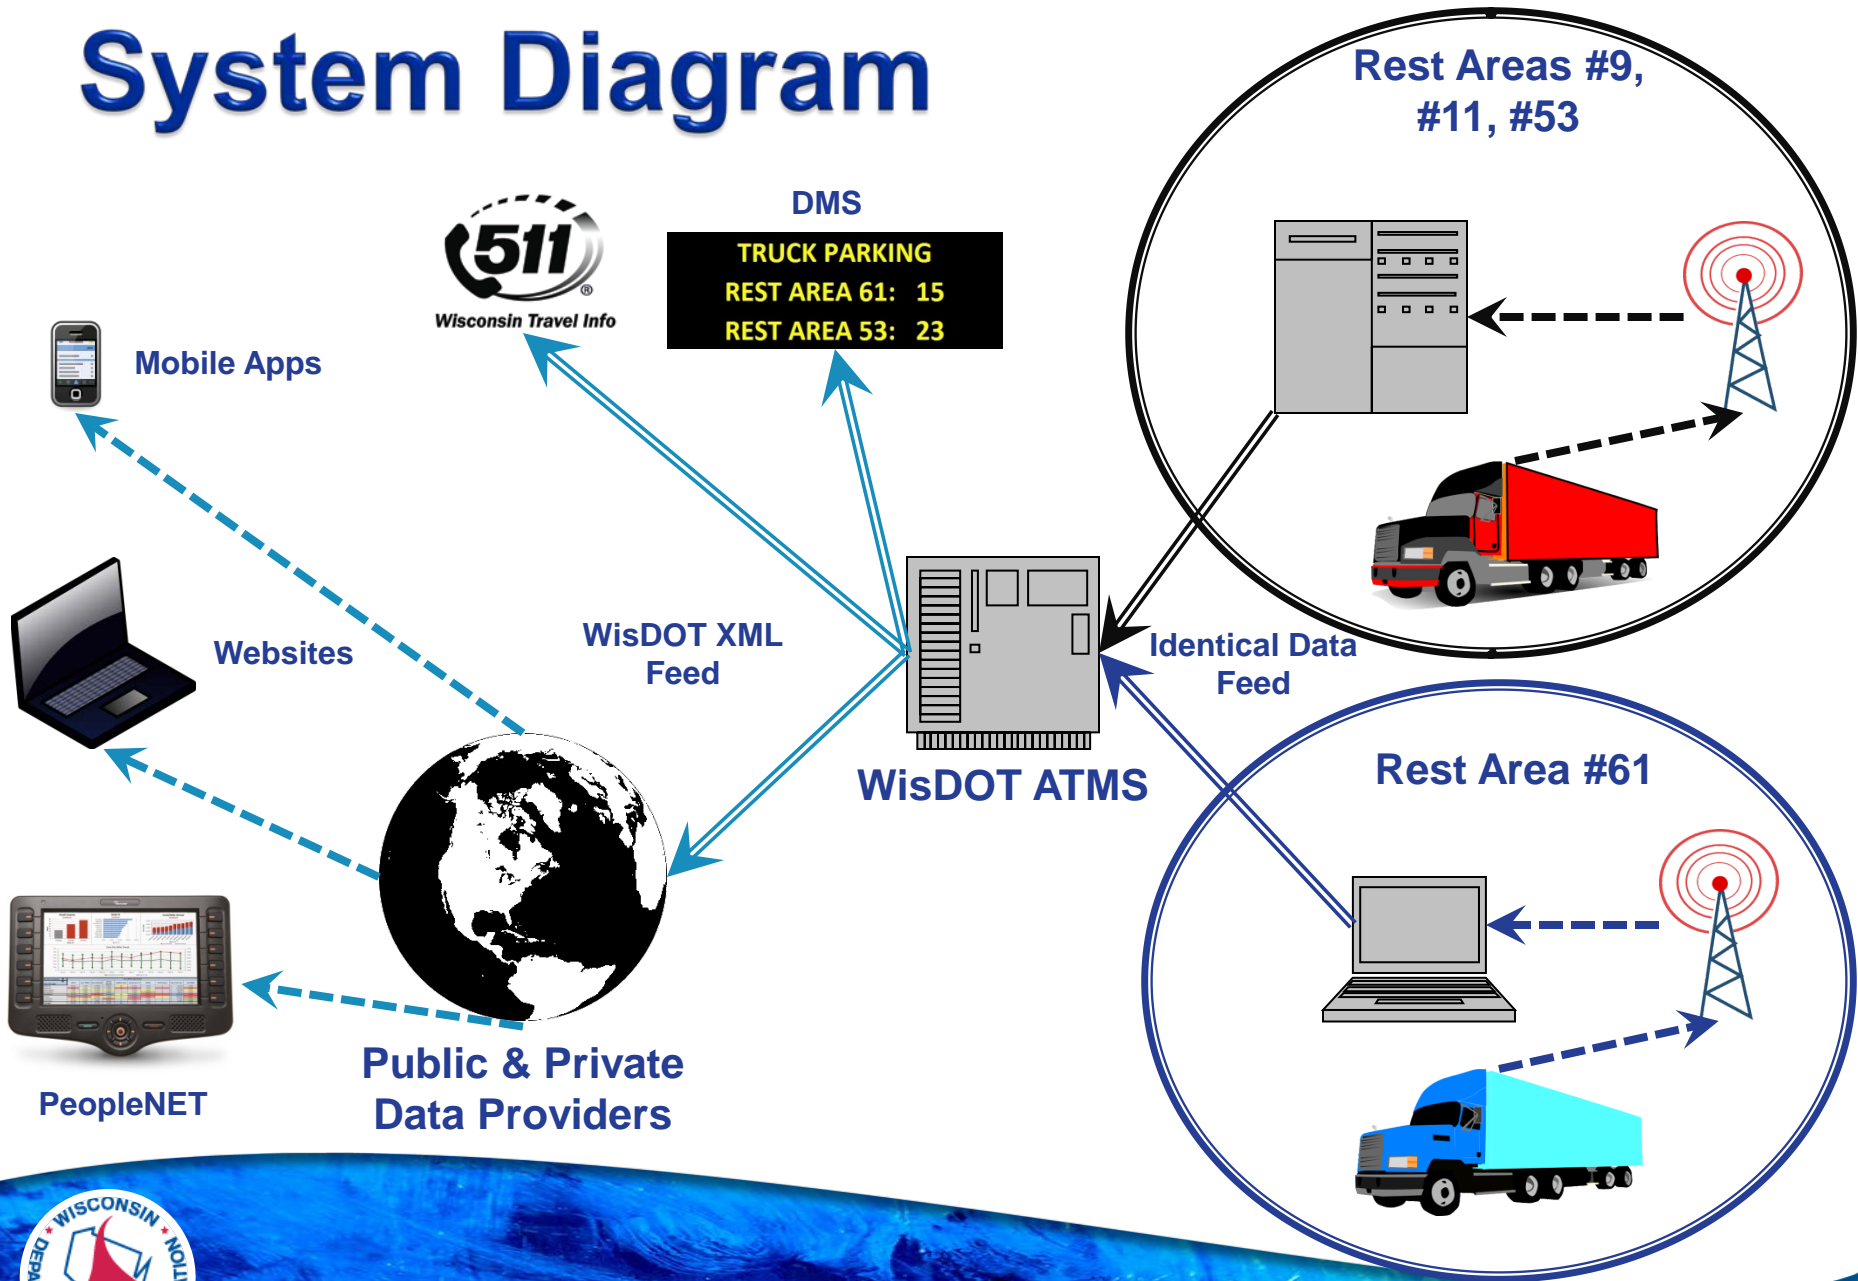 System Diagram
Rest Areas #9,
#11, #53
DMS
511
®
Wisconsin Travel Info
TRUCK PARKING
REST AREA 61: 15
REST AREA 53: 23
Mobile Apps
Websites
WisDOT XML
Feed
Identical Data
Feed
WisDOT ATMS
Rest Area #61
PeopleNET
Public & Private
Data Providers
WISCONSIN